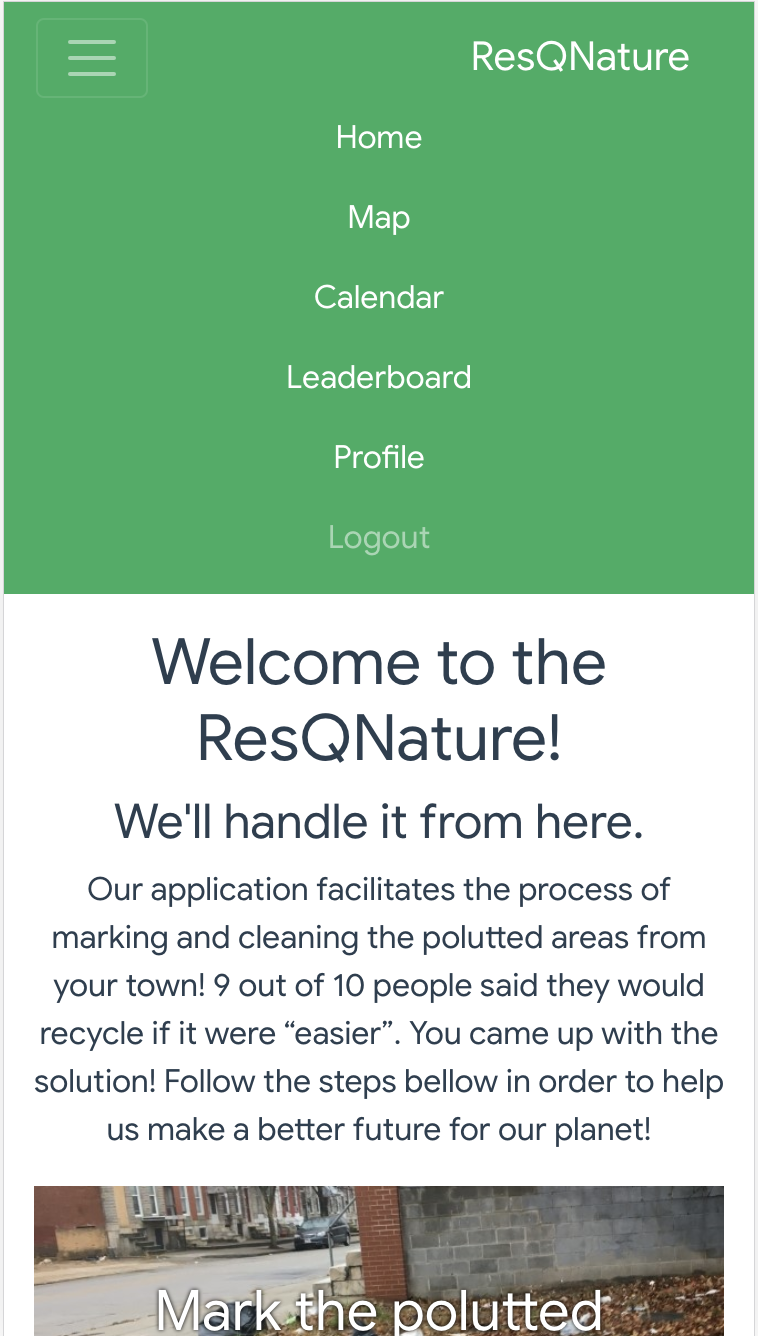 ResQNature
Home
Map
Calendar
Leaderboard
Profile
Logout
Welcome to the
ResQNature!
We'll handle it from here.
Our application facilitates the process of
marking and cleaning the polutted areas from
your town! 9 out of 10 people said they would
recycle if it were “easier”. You came up with the
solution! Follow the steps bellow in order to help
us make a better future for our planet!
Mark the polutted